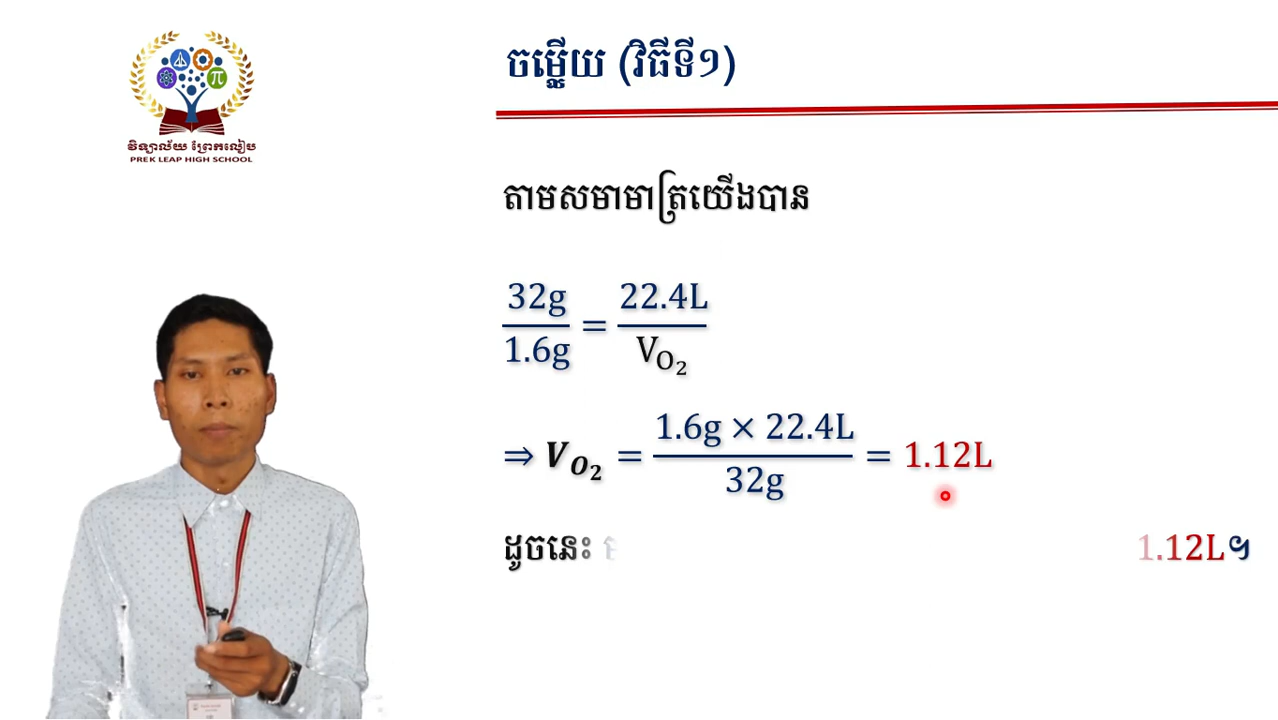 វិទ្យាល័យ ព្រែកលៀប
PREK LEAP HIGH SCHOOL
ចម្លើយ (វិធីទី១)
តាមសមាមាត្រយើងបាន
32g/1.6g = 22.4L/V_O₂
⇒ V_O₂ = 1.6g × 22.4L/32g = 1.12L
ដូចនេះ 1.12L។